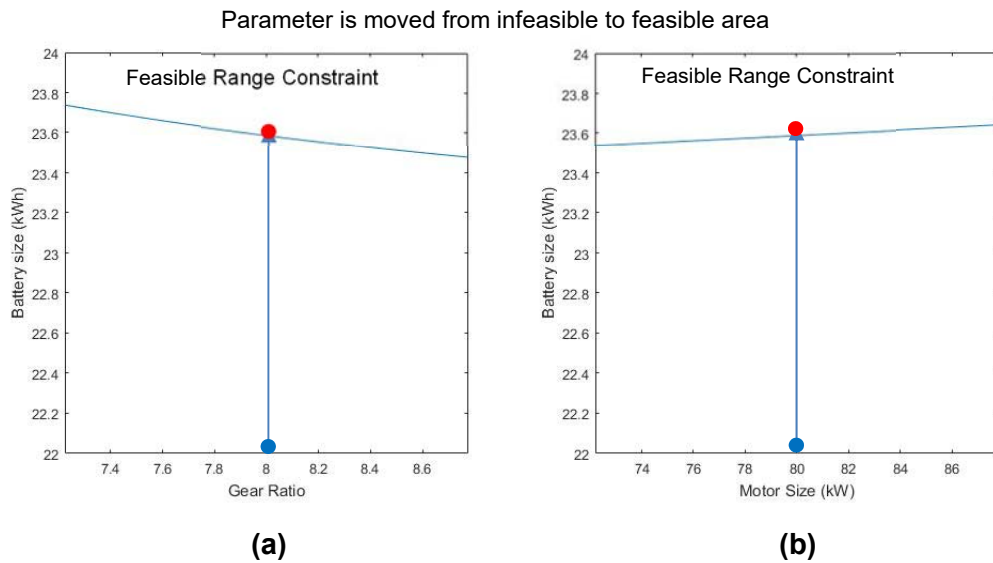 Parameter is moved from infeasible to feasible area
Feasible Range Constraint
24
23.8
23.6
23.4
23.2
23
22.8
22.6
22.4
22.2
22
Battery size (kWh)
7.4 7.6 7.8 8 8.2 8.4 8.6
Gear Ratio
(a)
Feasible Range Constraint
24
23.8
23.6
23.4
23.2
23
22.8
22.6
22.4
22.2
22
Battery size (kWh)
74 76 78 80 82 84 86
Motor Size (kW)
(b)